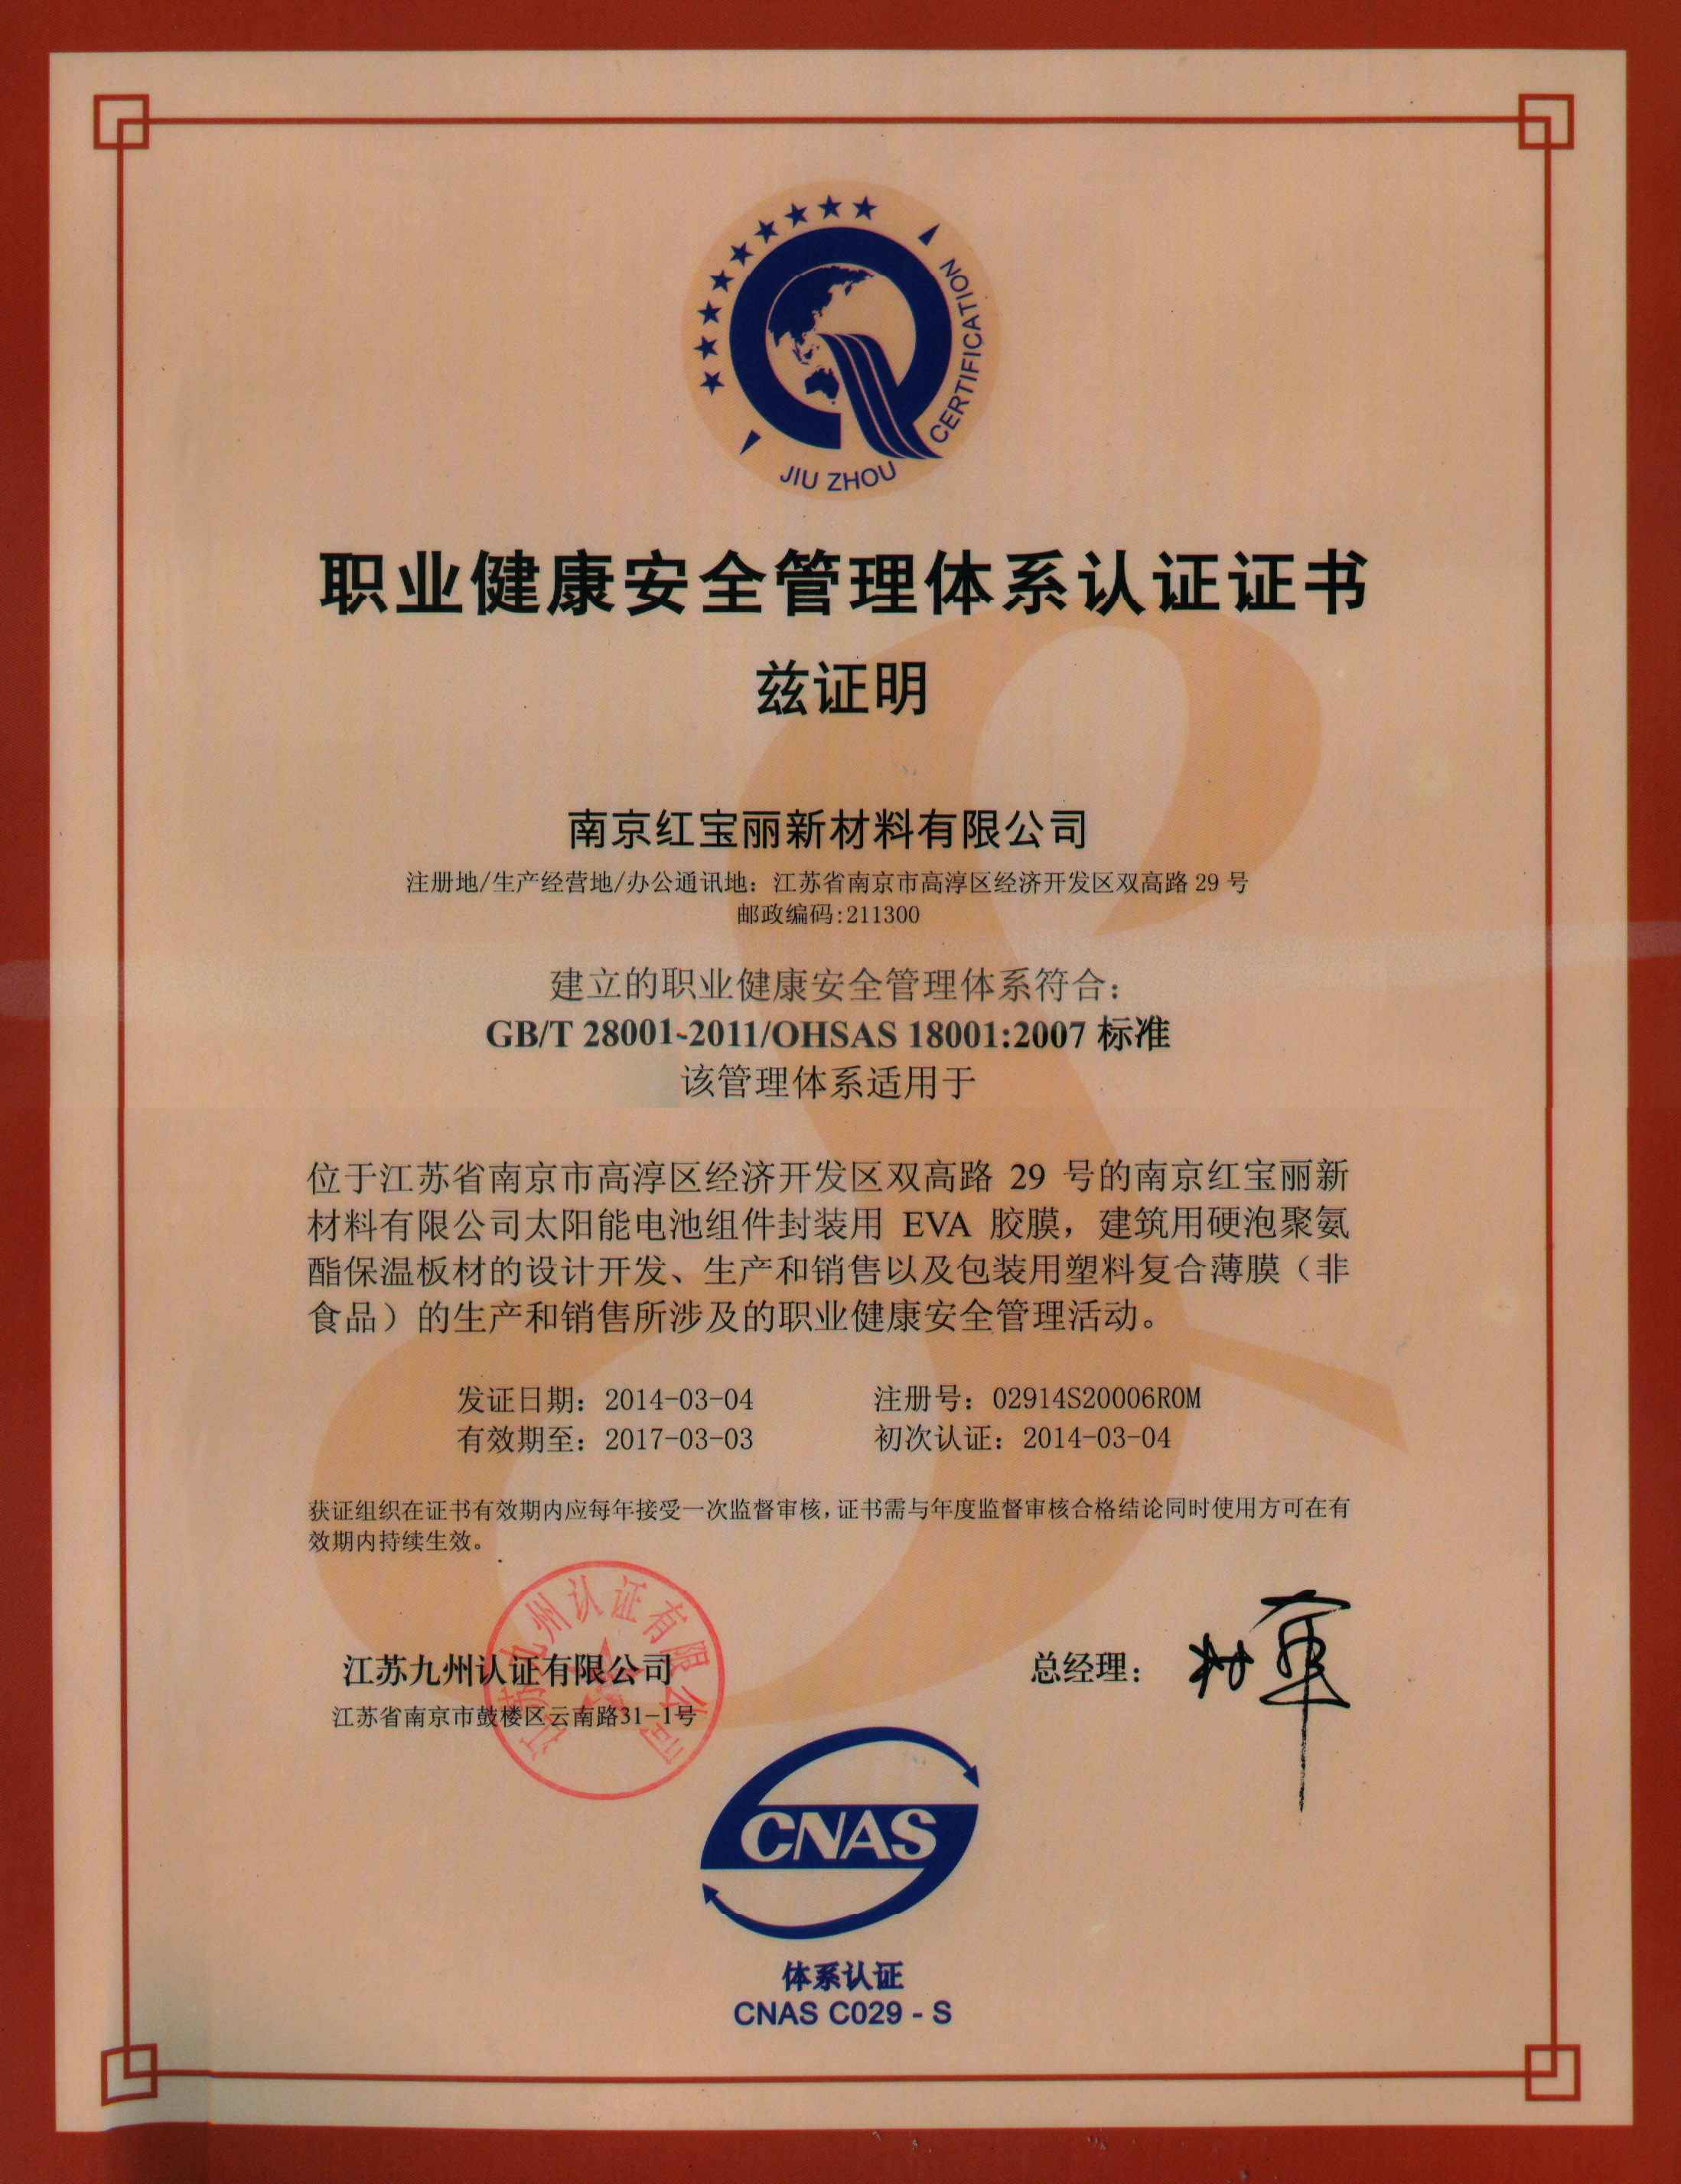 JIU ZHOU CERTIFICATION
职业健康安全管理体系认证证书
兹证明
南京红宝丽新材料有限公司
注册地/生产经营地/办公通讯地：江苏省南京市高淳区经济开发区双高路 29 号
邮政编码:211300
建立的职业健康安全管理体系符合：
GB/T 28001-2011/OHSAS 18001:2007 标准
该管理体系适用于
位于江苏省南京市高淳区经济开发区双高路 29 号的南京红宝丽新
材料有限公司太阳能电池组件封装用 EVA 胶膜，建筑用硬泡聚氨
酯保温板材的设计开发、生产和销售以及包装用塑料复合薄膜（非
食品）的生产和销售所涉及的职业健康安全管理活动。
发证日期：2014-03-04 注册号：02914S20006ROM
有效期至：2017-03-03 初次认证：2014-03-04
获证组织在证书有效期内应每年接受一次监督审核，证书需与年度监督审核合格结论同时使用方可在有
效期内持续生效。
江苏九州认证有限公司
江苏九州认证有限公司 总经理：
江苏省南京市鼓楼区云南路31-1号
CNAS
体系认证
CNAS C029 - S